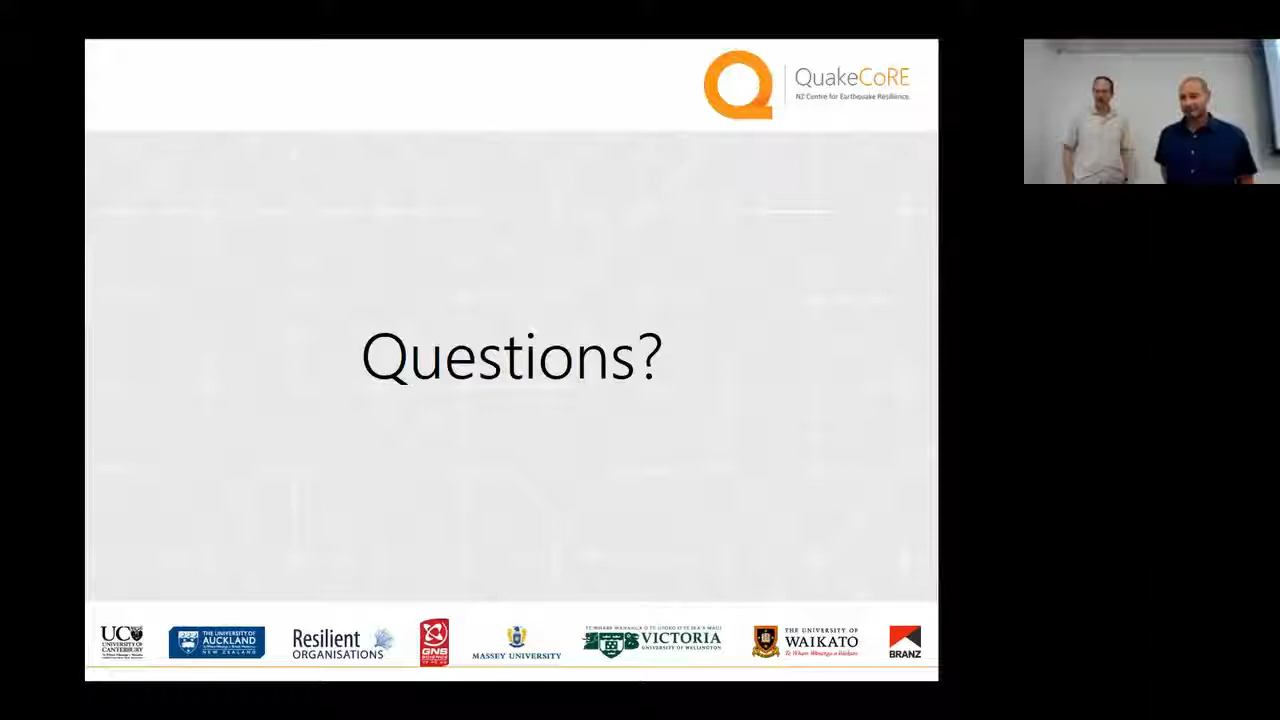 QuakeCoRE
NZ Centre for Earthquake Resilience
Questions?
UC
UNIVERSITY OF
CANTERBURY
THE UNIVERSITY OF
AUCKLAND
NEW ZEALAND
Resilient
ORGANISATIONS
GNS
SCIENCE
MASSEY UNIVERSITY
VICTORIA
UNIVERSITY OF WELLINGTON
THE UNIVERSITY OF
WAIKATO
Te Whare Wānanga o Waikato
BRANZ